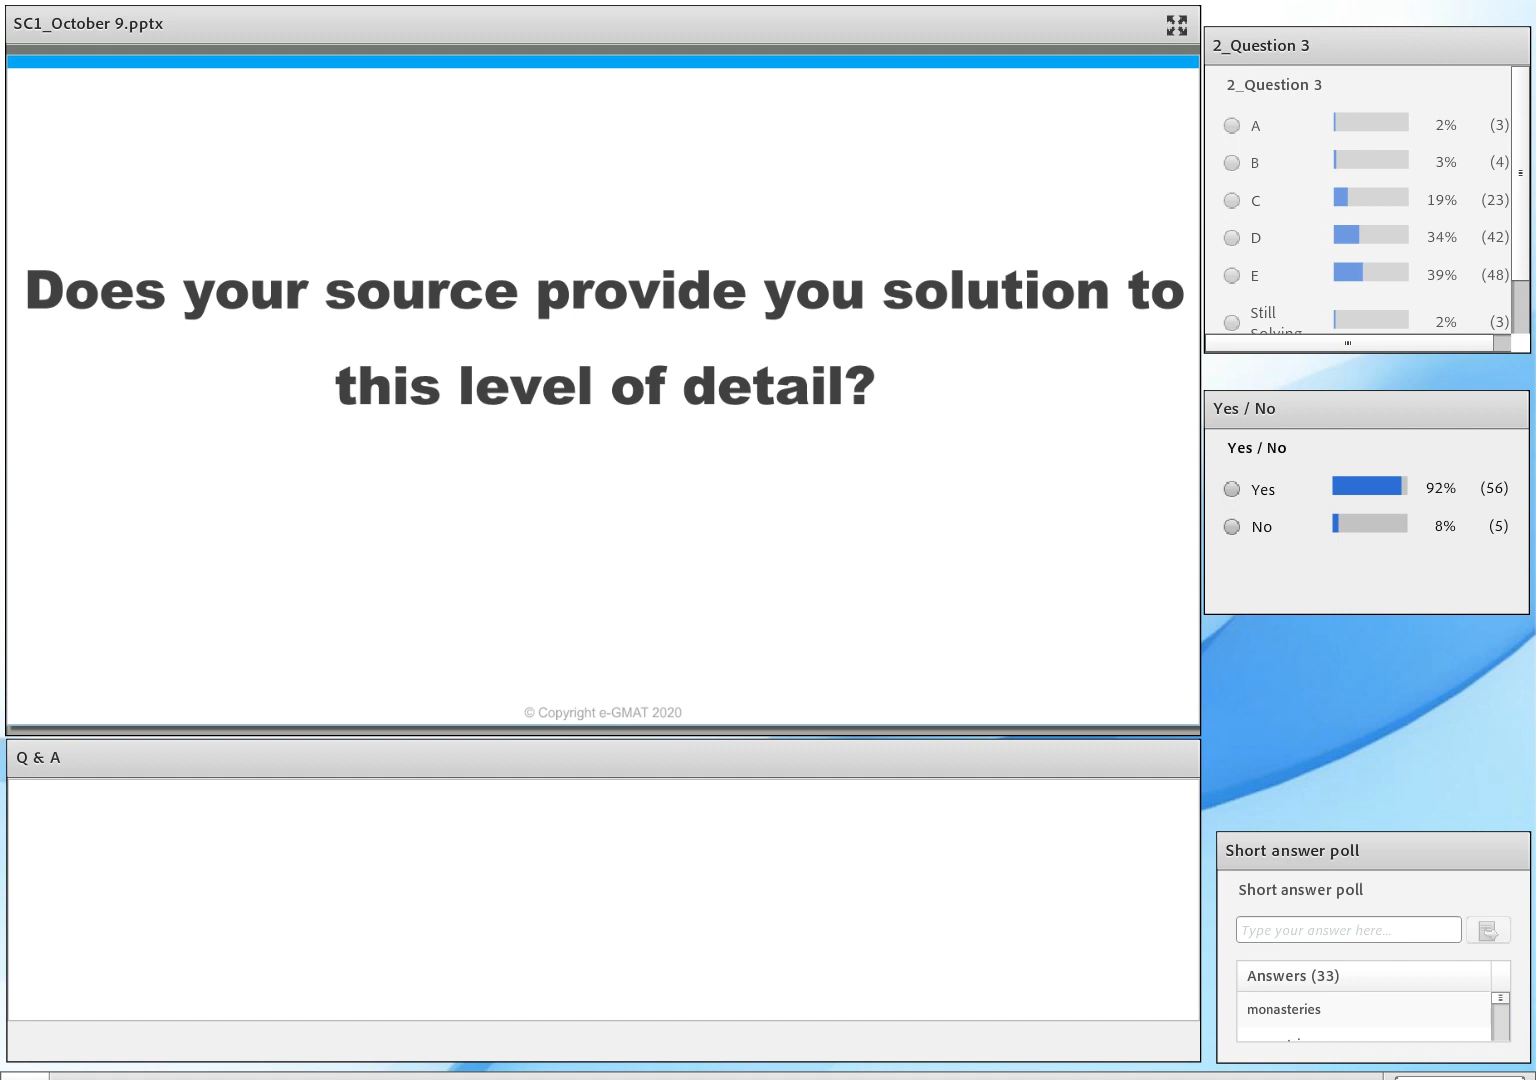 SC1_October 9.pptx
Does your source provide you solution to
this level of detail?
© Copyright e-GMAT 2020
Q & A
2_Question 3
2_Question 3
A 2% (3)
B 3% (4)
C 19% (23)
D 34% (42)
E 39% (48)
Still
Solving 2% (3)
Yes / No
Yes / No
Yes 92% (56)
No 8% (5)
Short answer poll
Short answer poll
Type your answer here...
Answers (33)
monasteries